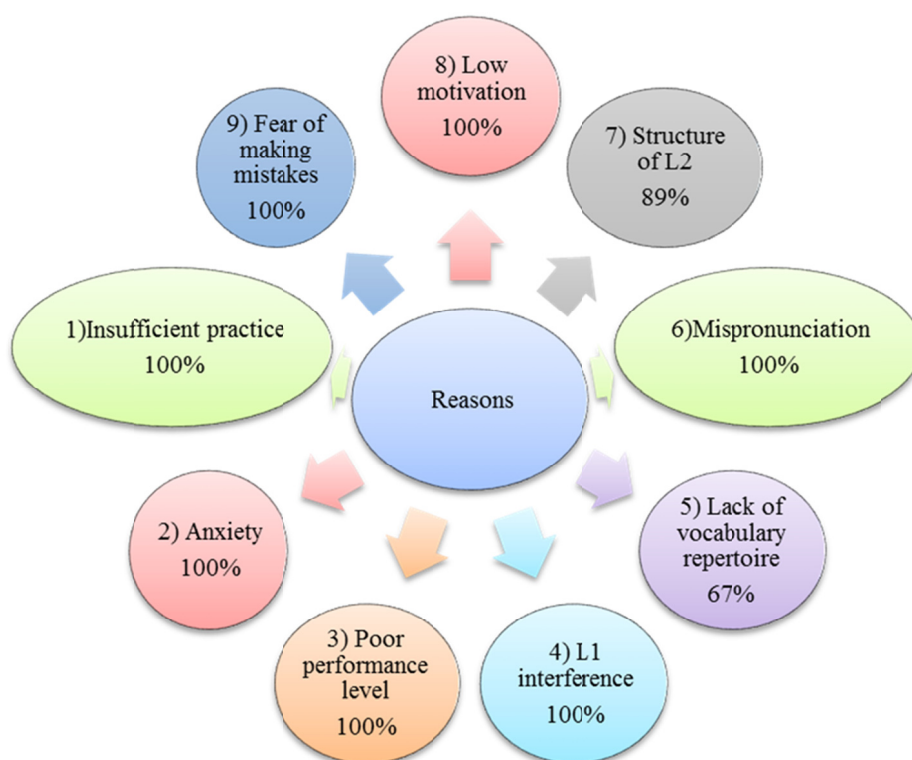 8) Low
motivation
100%
9) Fear of
making
mistakes
100%
7) Structure
of L2
89%
1)Insufficient practice
100%
6)Mispronunciation
100%
Reasons
2) Anxiety
100%
5) Lack of
vocabulary
repertoire
67%
3) Poor
performance
level
100%
4) L1
interference
100%